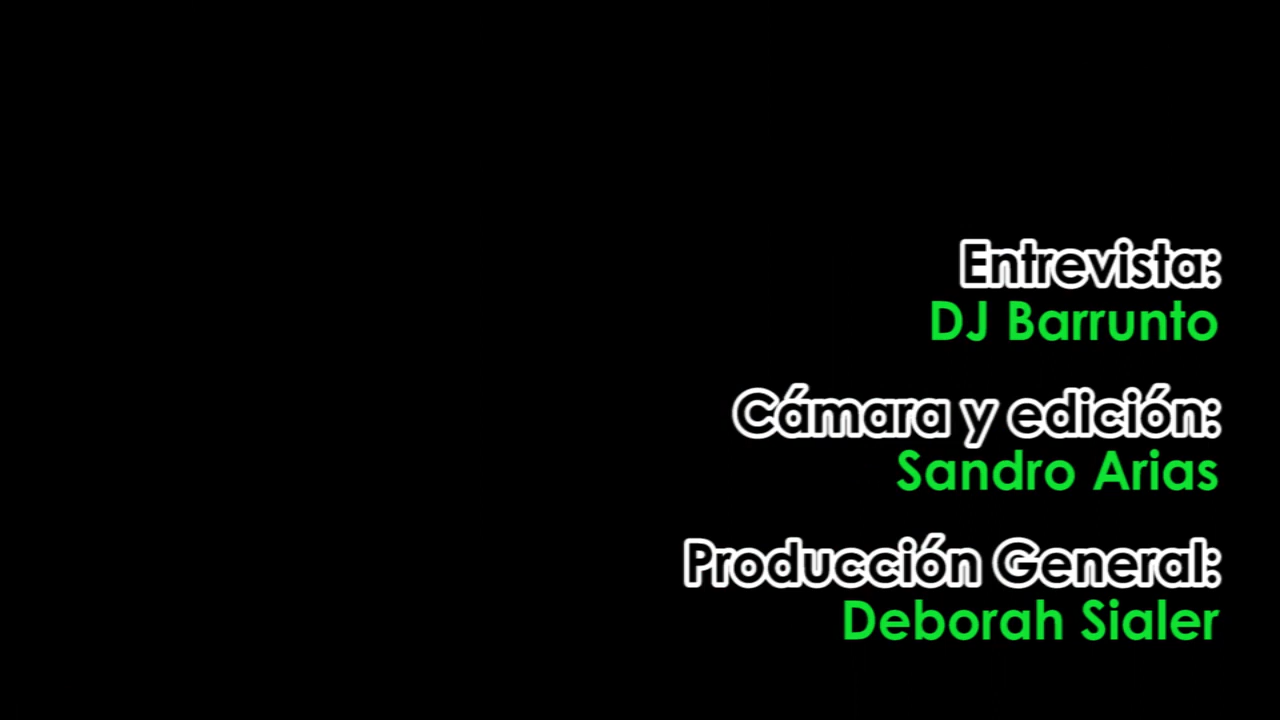 Entrevista:
DJ Barrunto
Cámara y edición:
Sandro Arias
Producción General:
Deborah Sialer